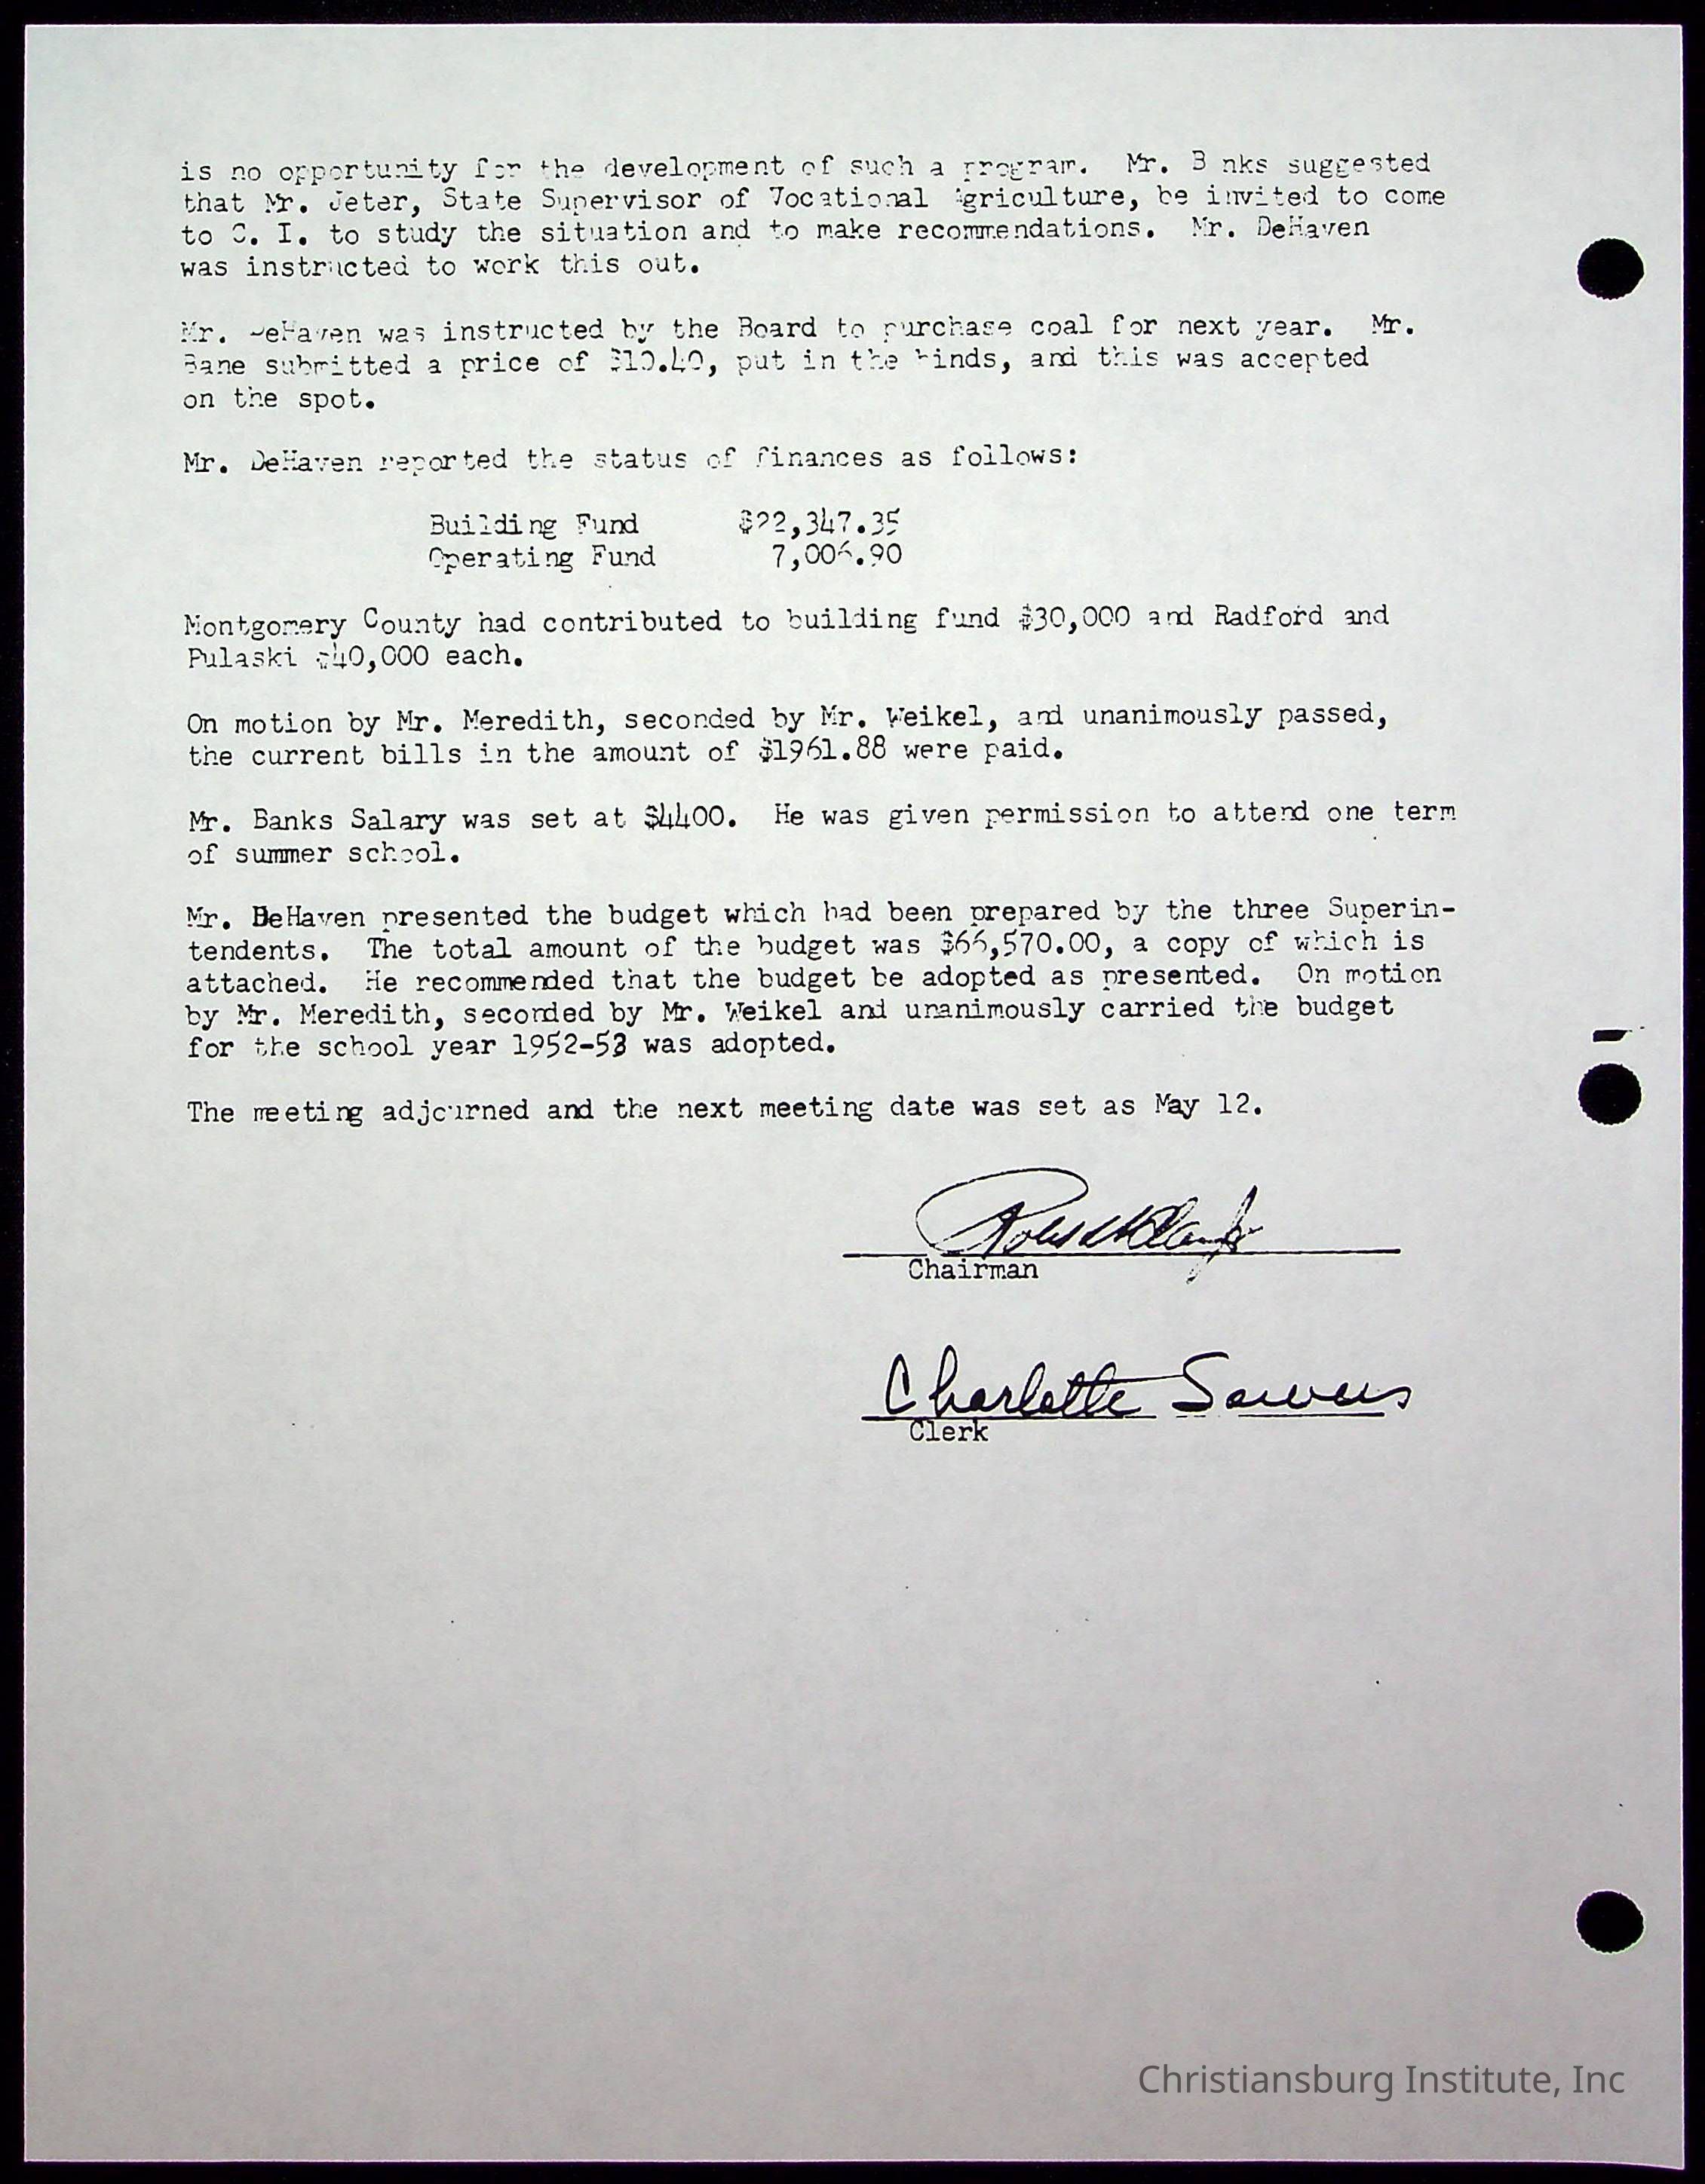 is no opportunity for the development of such a program. Mr. B nks suggested
that Mr. Jeter, State Supervisor of Vocational Agriculture, be invited to come
to C. I. to study the situation and to make recommendations. Mr. DeHaven
was instructed to work this out.
Mr. DeHaven was instructed by the Board to purchase coal for next year. Mr.
Bane submitted a price of $10.40, put in the binds, and this was accepted
on the spot.
Mr. DeHaven reported the status of finances as follows:
Building Fund $22,347.35
Operating Fund 7,006.90
Montgomery County had contributed to building fund $30,000 and Radford and
Pulaski $40,000 each.
On motion by Mr. Meredith, seconded by Mr. Weikel, and unanimously passed,
the current bills in the amount of $1961.88 were paid.
Mr. Banks Salary was set at $4400. He was given permission to attend one term
of summer school.
Mr. DeHaven presented the budget which had been prepared by the three Superin-
tendents. The total amount of the budget was $66,570.00, a copy of which is
attached. He recommended that the budget be adopted as presented. On motion
by Mr. Meredith, seconded by Mr. Weikel and unanimously carried the budget
for the school year 1952-53 was adopted.
The meeting adjourned and the next meeting date was set as May 12.
Chairman
Charlotte Sowers
Clerk
Christiansburg Institute, Inc